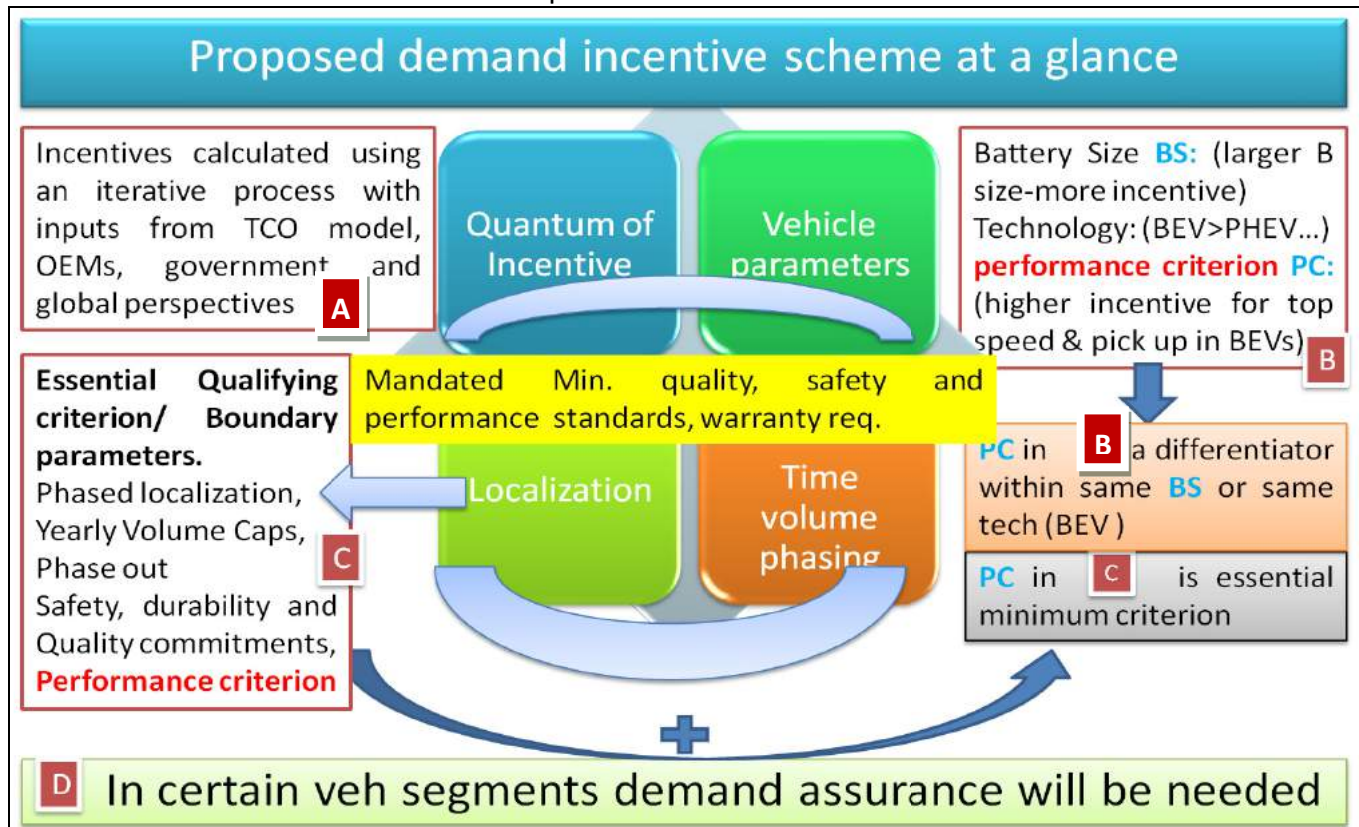 Proposed demand incentive scheme at a glance
Incentives calculated using
an iterative process with
inputs from TCO model,
OEMs, government and
global perspectives
A
Quantum of
Incentive
Vehicle
parameters
Battery Size BS: (larger B
size-more incentive)
Technology: (BEV>PHEV...)
performance criterion PC:
(higher incentive for top
speed & pick up in BEVs)
B
Essential Qualifying
criterion/ Boundary
parameters.
Phased localization,
Yearly Volume Caps,
Phase out
Safety, durability and
Quality commitments,
Performance criterion
C
Mandated Min. quality, safety and
performance standards, warranty req.
Localization
Time
volume
phasing
PC in B a differentiator
within same BS or same
tech (BEV )
PC in C is essential
minimum criterion
D In certain veh segments demand assurance will be needed